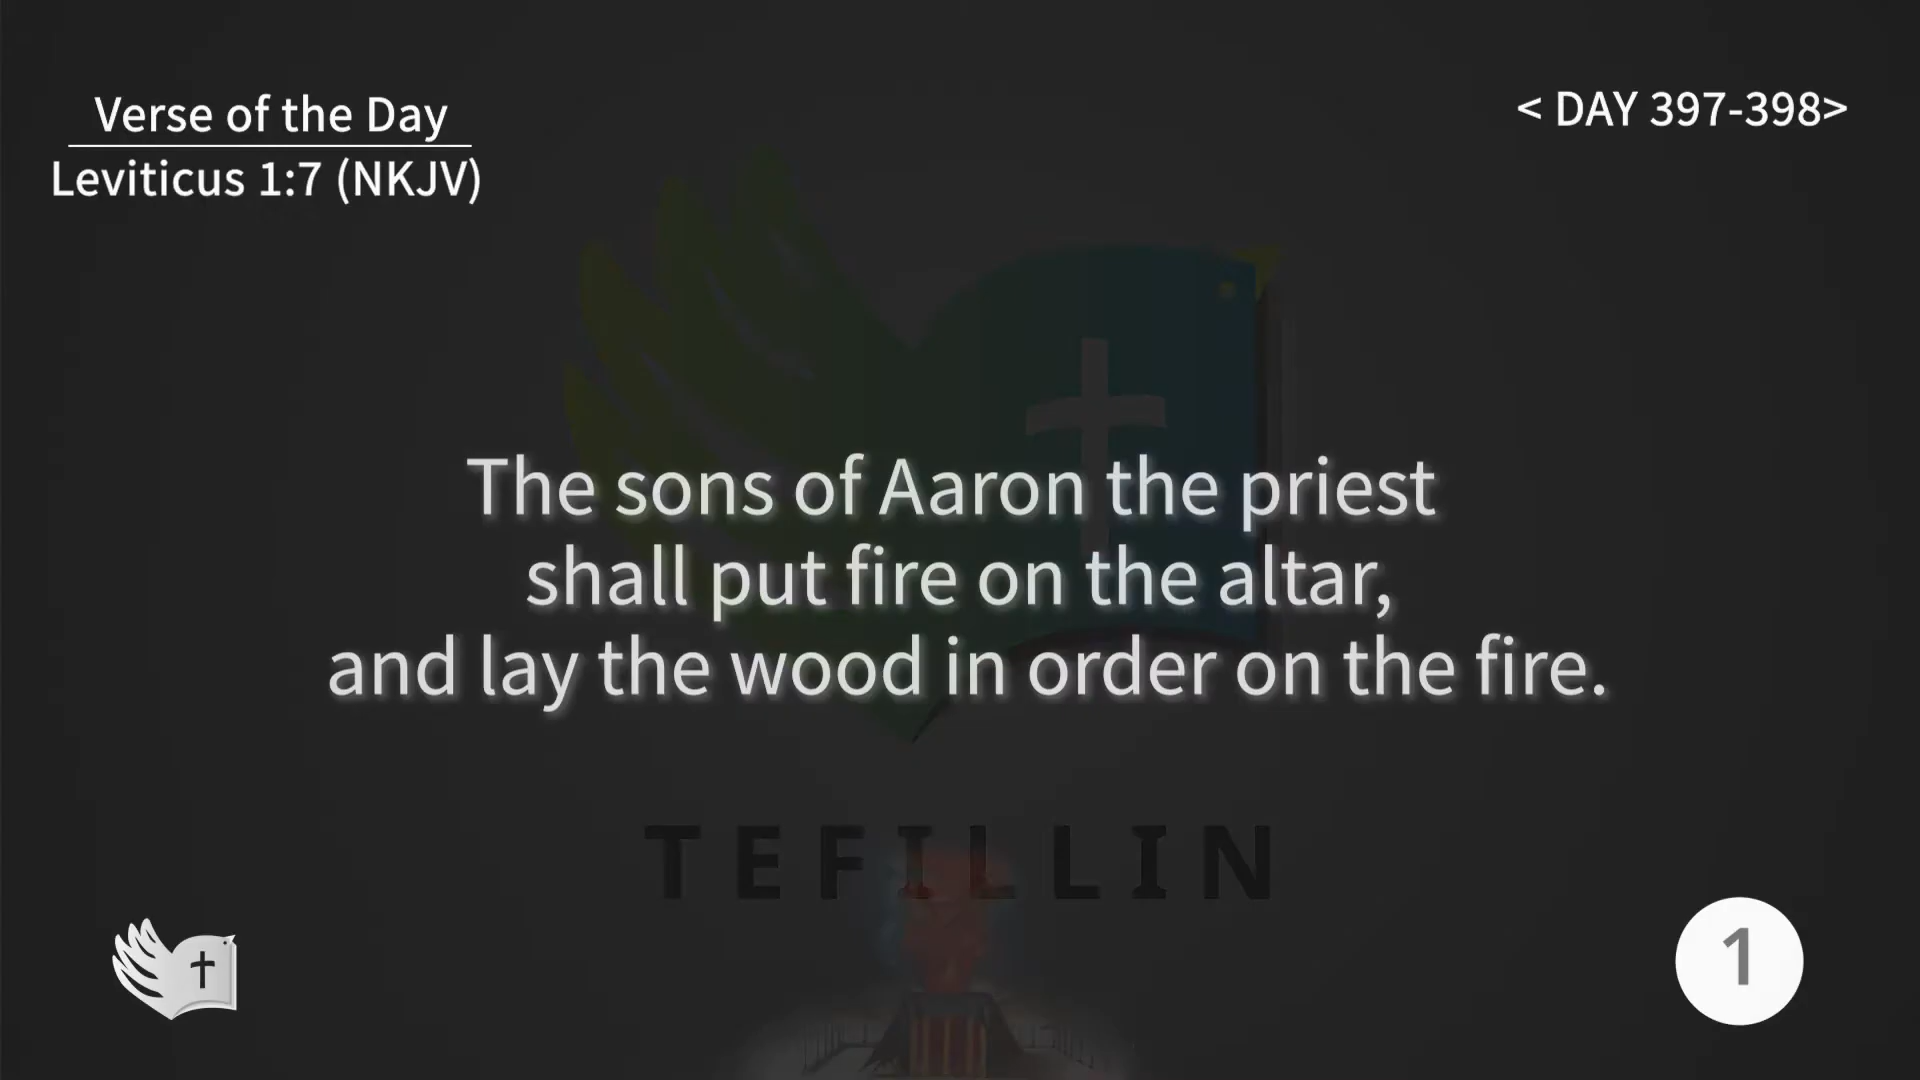 Verse of the Day
Leviticus 1:7 (NKJV)
< DAY 397-398>
The sons of Aaron the priest
shall put fire on the altar,
and lay the wood in order on the fire.
TEFILLIN
1